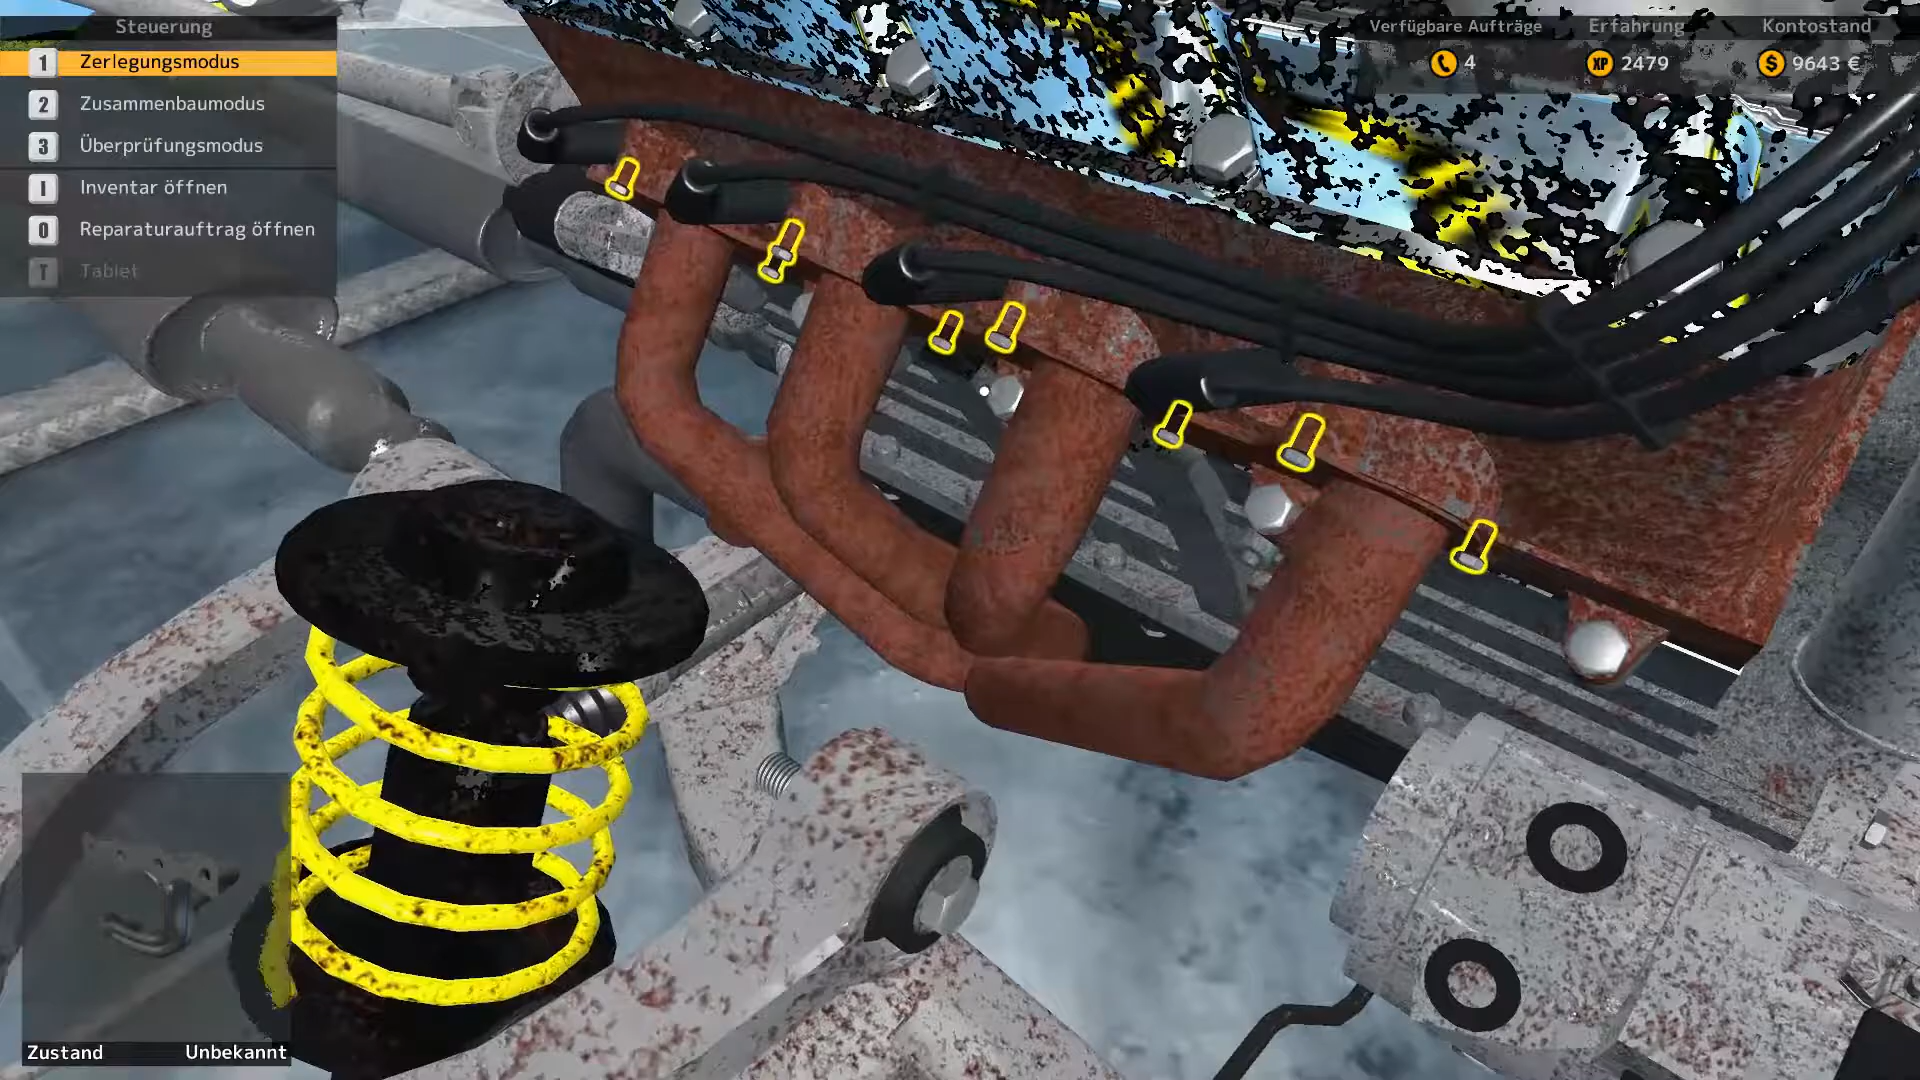 Steuerung
1 Zerlegungsmodus
2 Zusammenbaumodus
3 Überprüfungsmodus
I Inventar öffnen
O Reparaturauftrag öffnen
T Tablet
Verfügbare Aufträge Erfahrung Kontostand
4 XP 2479 $ 9643 €
Zustand Unbekannt